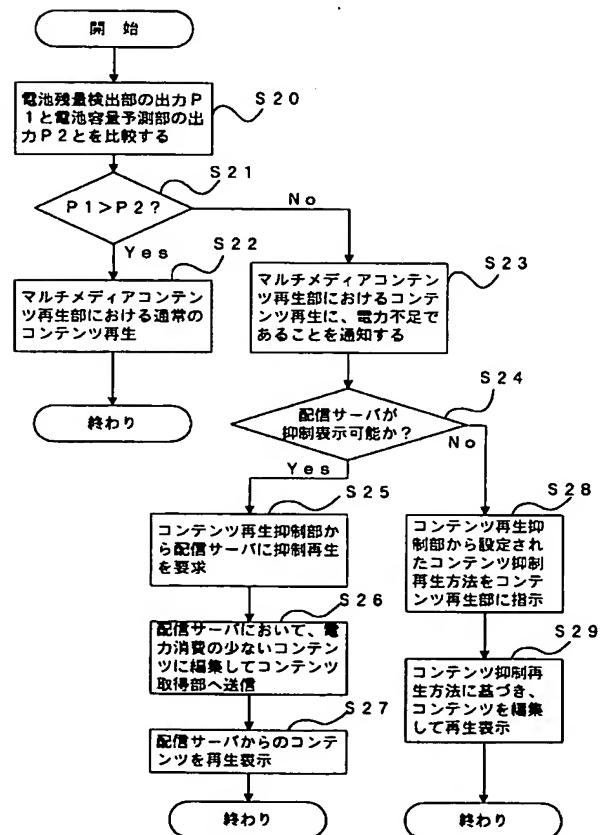 開　始
電池残量検出部の出力P
1と電池容量予測部の出
力P2とを比較する
S20
P1>P2?
S21
No
Yes
S22
マルチメディアコンテン
ツ再生部における通常の
コンテンツ再生
終わり
S23
マルチメディアコンテン
ツ再生部におけるコンテ
ンツ再生に、電力不足で
あることを通知する
S24
配信サーバが
抑制表示可能か?
No
Yes
S25
コンテンツ再生抑制部か
ら配信サーバに抑制再生
を要求
S26
配信サーバにおいて、電
力消費の少ないコンテン
ツに編集してコンテンツ
取得部へ送信
S27
配信サーバからのコンテ
ンツを再生表示
終わり
S28
コンテンツ再生抑
制部から設定され
たコンテンツ抑制
再生方法をコンテ
ンツ再生部に指示
S29
コンテンツ抑制再
生方法に基づき、
コンテンツを編集
して再生表示
終わり